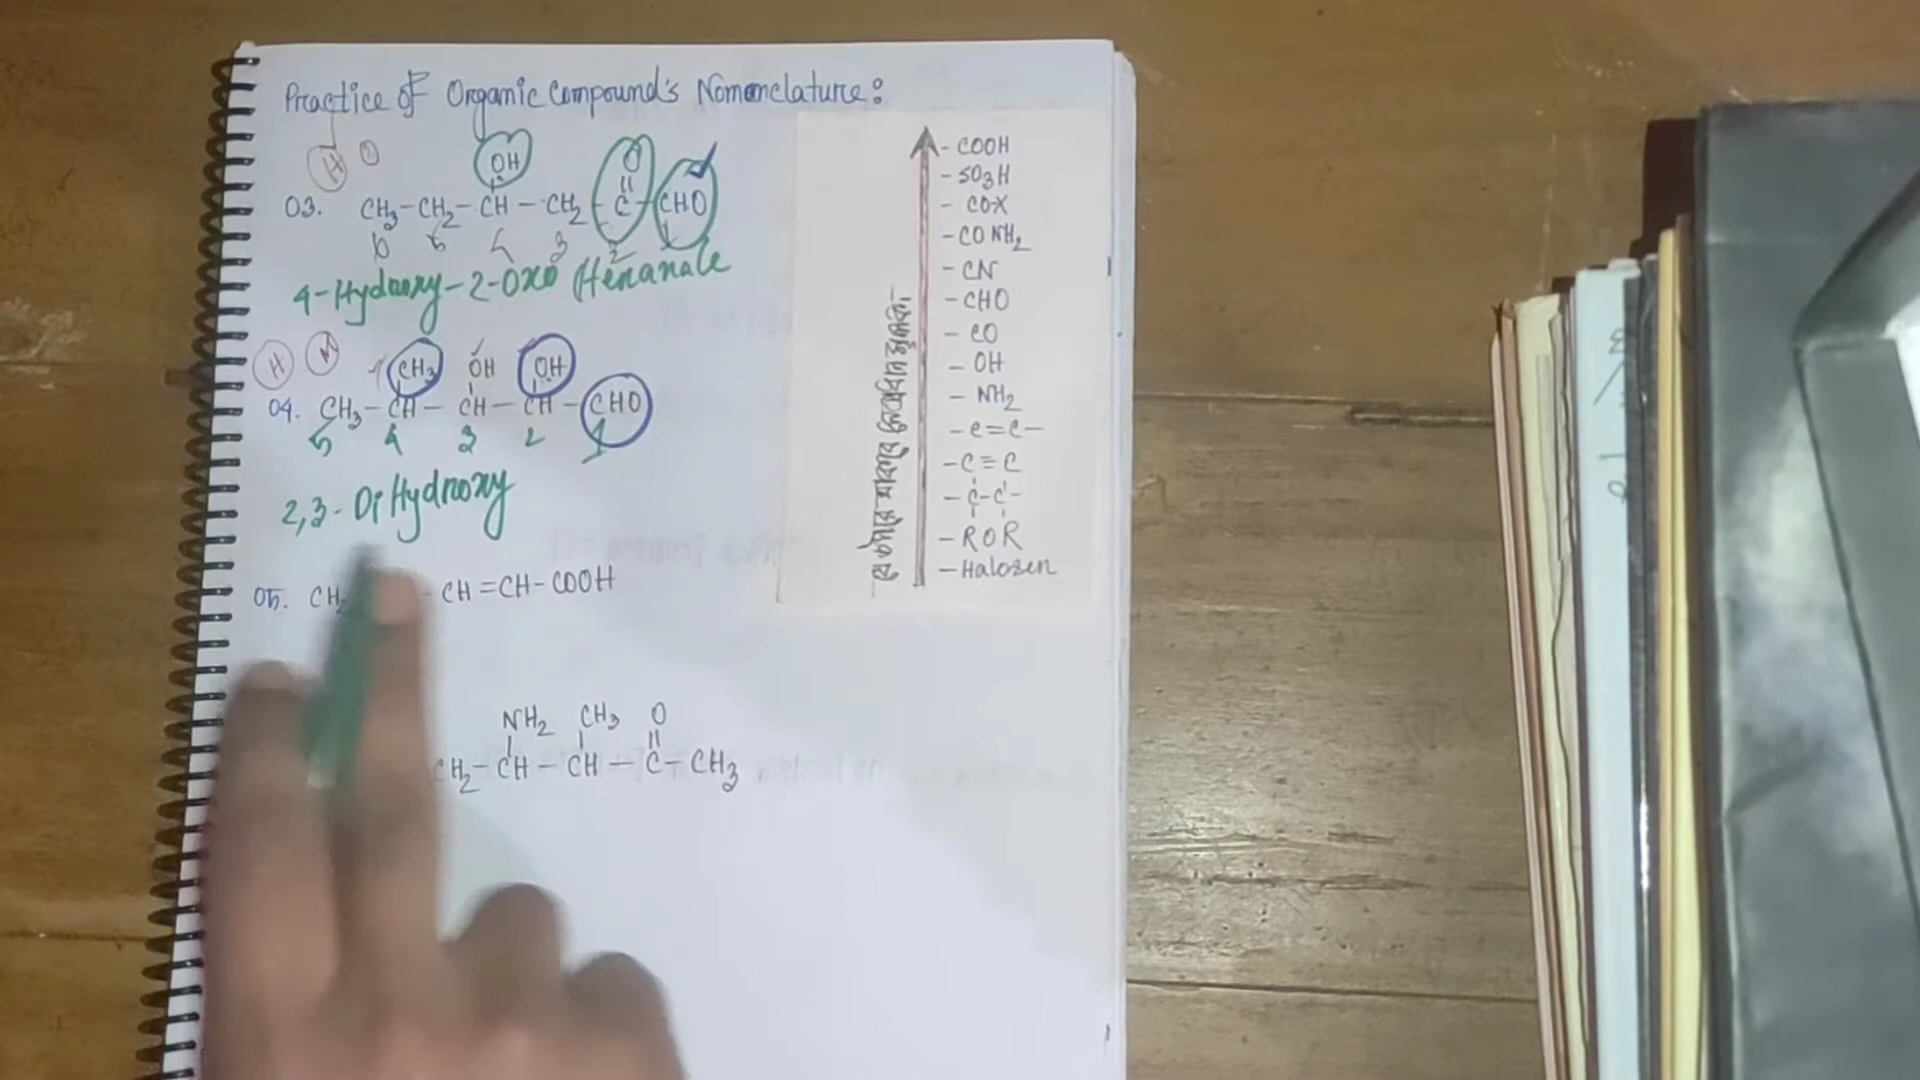 Practice of Organic Compound's Nomenclature:
H O
OH O
||
03. CH3-CH2-CH-CH2-C-CHO
6 5 4 3 2 1
4-Hydroxy-2-Oxo Hexanale
H M CH3 OH OH
04. CH3-CH-CH-CH-CHO
5 4 3 2 1
2,3-DiHydroxy
05. CH -CH=CH-COOH
NH2 CH3 O
||
CH2-CH-CH-C-CH3
-COOH
-SO3H
-COX
-CONH2
-CN
-CHO
-CO
-OH
-NH2
-C=C-
-C≡C
-C-C-
-ROR
-Halozen